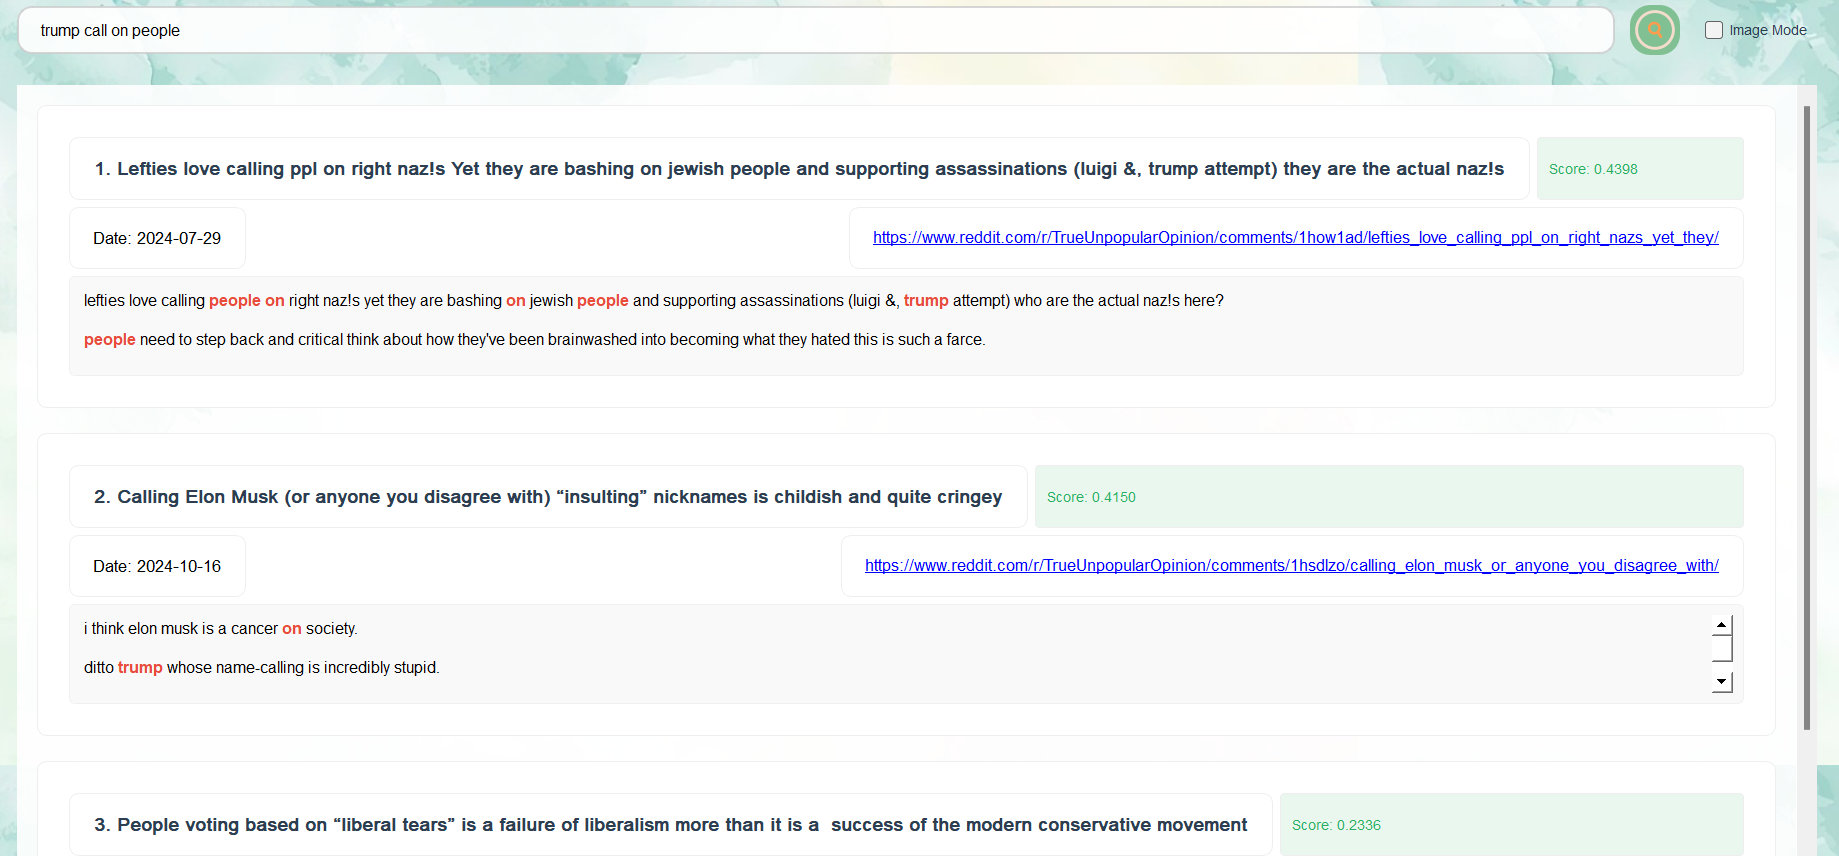 trump call on people
Image Mode
1. Lefties love calling ppl on right naz!s Yet they are bashing on jewish people and supporting assassinations (luigi &, trump attempt) they are the actual naz!s
Score: 0.4398
Date: 2024-07-29
https://www.reddit.com/r/TrueUnpopularOpinion/comments/1how1ad/lefties_love_calling_ppl_on_right_nazs_yet_they/
lefties love calling people on right naz!s yet they are bashing on jewish people and supporting assassinations (luigi &, trump attempt) who are the actual naz!s here?
people need to step back and critical think about how they've been brainwashed into becoming what they hated this is such a farce.
2. Calling Elon Musk (or anyone you disagree with) “insulting” nicknames is childish and quite cringey
Score: 0.4150
Date: 2024-10-16
https://www.reddit.com/r/TrueUnpopularOpinion/comments/1hsdlzo/calling_elon_musk_or_anyone_you_disagree_with/
i think elon musk is a cancer on society.
ditto trump whose name-calling is incredibly stupid.
3. People voting based on “liberal tears” is a failure of liberalism more than it is a  success of the modern conservative movement
Score: 0.2336